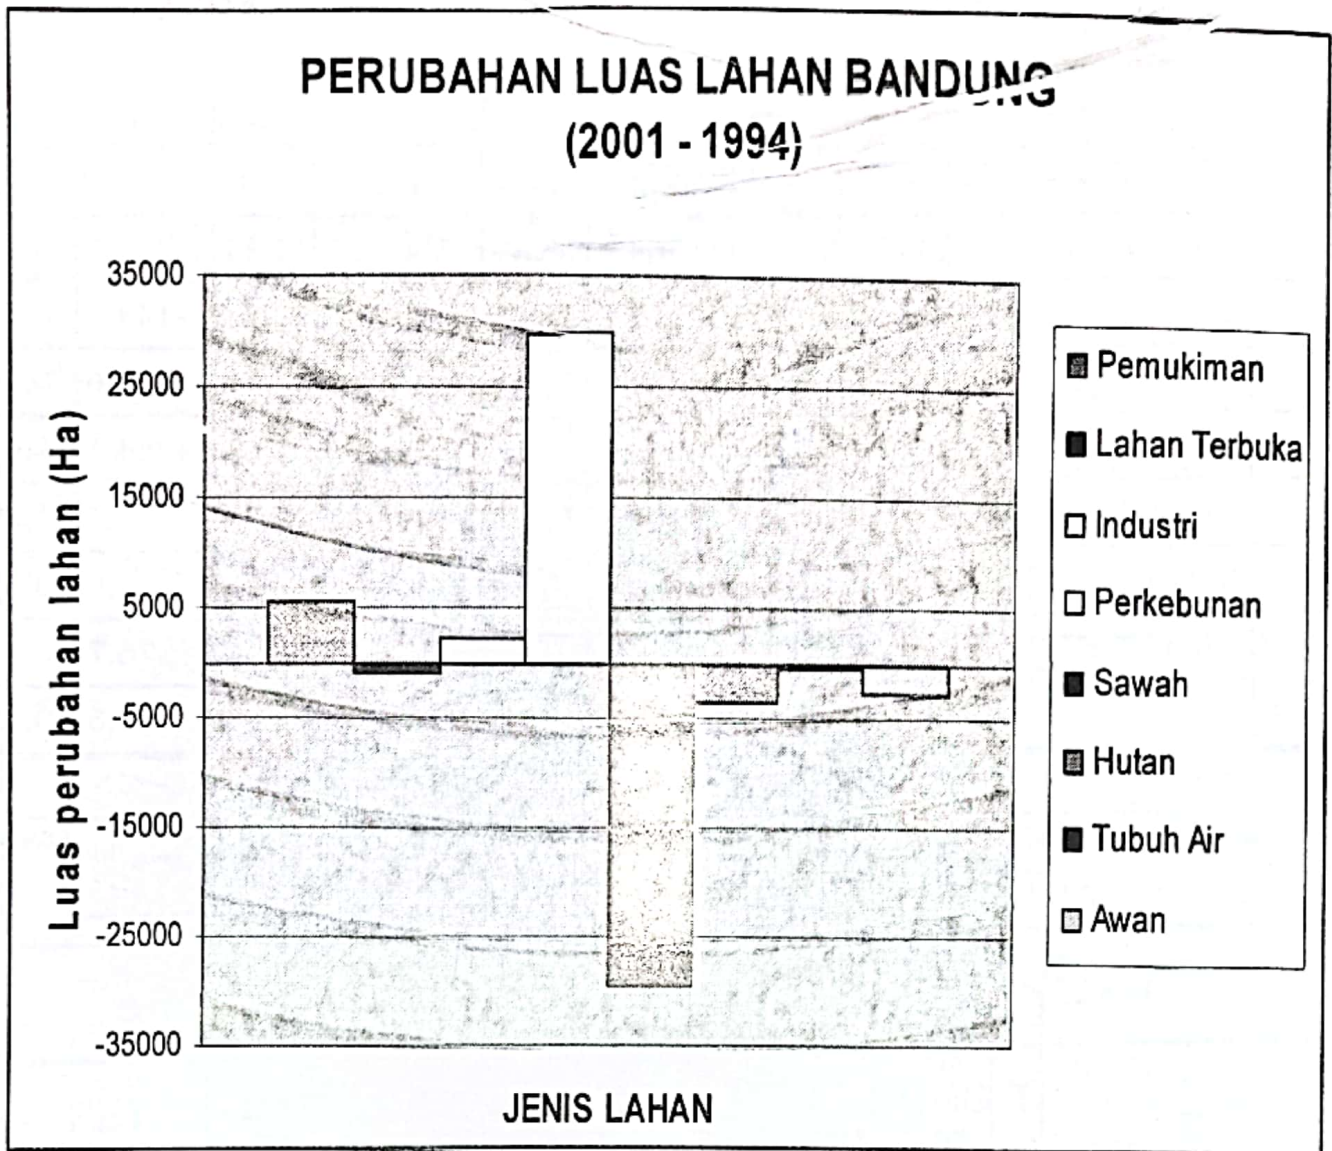 PERUBAHAN LUAS LAHAN BANDUNG
(2001 - 1994)
35000
25000
15000
5000
-5000
-15000
-25000
-35000
Luas perubahan lahan (Ha)
JENIS LAHAN
Pemukiman
Lahan Terbuka
Industri
Perkebunan
Sawah
Hutan
Tubuh Air
Awan